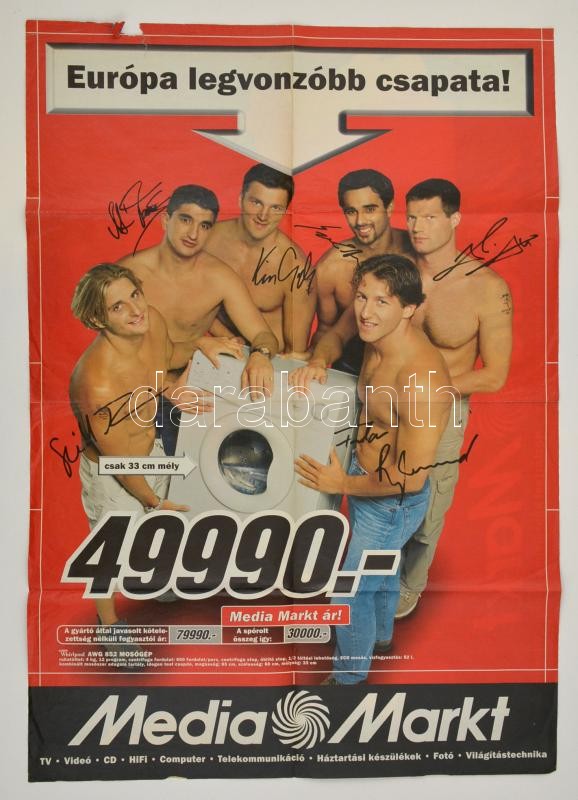 Európa legvonzóbb csapata!
darabanth
csak 33 cm mély
49990.-
Media Markt ár!
A gyártó által javasolt kötele-
zettség nélküli fogyasztói ár:
79990.-
A spórolt
összeg így:
30000.-
Whirlpool AWG 852 MOSÓGÉP
Media Markt
TV • Videó • CD • HiFi • Computer • Telekommunikáció • Háztartási készülékek • Fotó • Világítástechnika